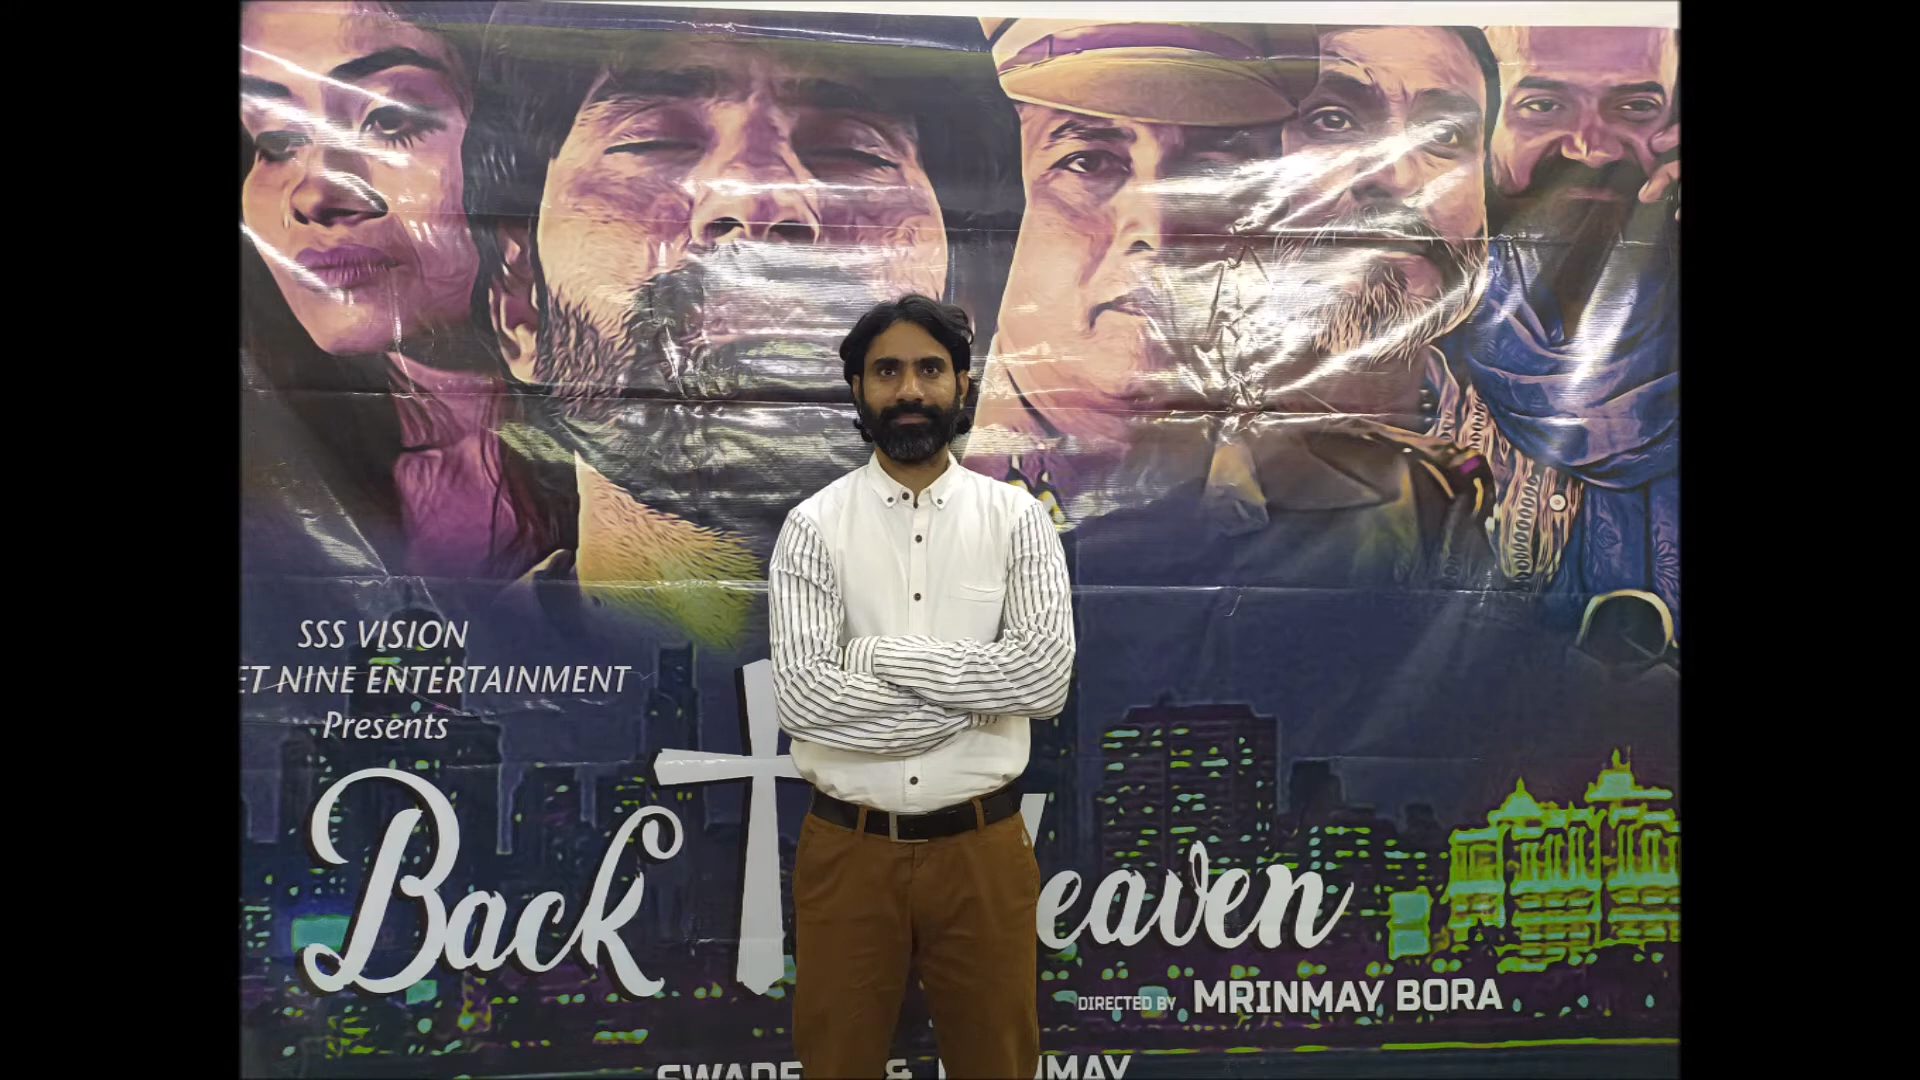 SSS VISION
ET NINE ENTERTAINMENT
Presents
Back
eaven
DIRECTED BY MRINMAY BORA
&